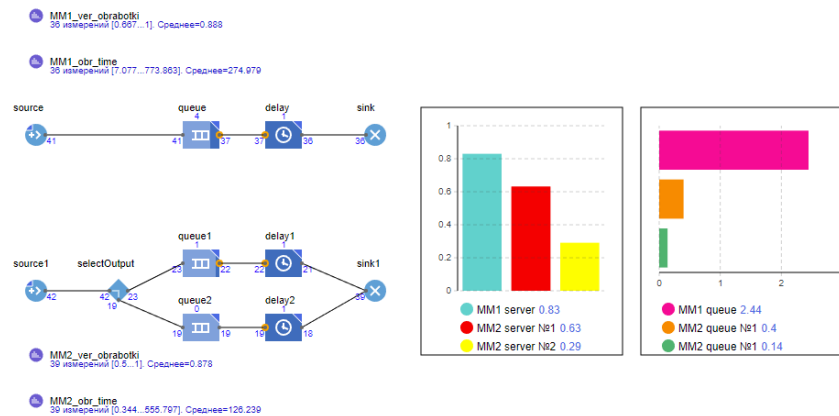 MM1_ver_obrabotki
36 измерений [0.667...1]. Среднее=0.888
MM1_obr_time
36 измерений [7.077...773.863]. Среднее=274.979
source
queue
delay
sink
4
1
41
41
37
37
36
36
source1
selectOutput
queue1
delay1
sink1
1
1
23
22
22
21
42
42
23
19
39
queue2
delay2
0
1
19
19
19
18
MM2_ver_obrabotki
39 измерений [0.5...1]. Среднее=0.878
MM2_obr_time
39 измерений [0.344...555.797]. Среднее=126.239
1
0.8
0.6
0.4
0.2
0
MM1 server 0.83
MM2 server №1 0.63
MM2 server №2 0.29
0
1
2
MM1 queue 2.44
MM2 queue №1 0.4
MM2 queue №1 0.14